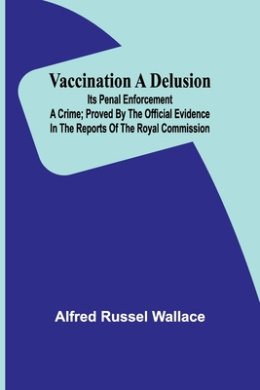 Vaccination A Delusion
Its Penal Enforcement
A Crime; Proved By The Official Evidence
In The Reports Of The Royal Commission
Alfred Russel Wallace